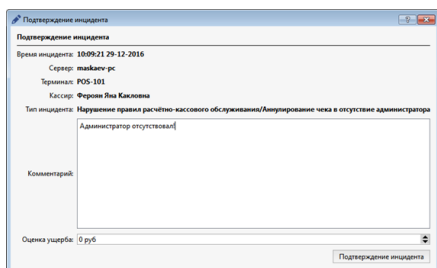 Подтверждение инцидента
Подтверждение инцидента
Время инцидента: 10:09:21 29-12-2016
Сервер: maskaev-pc
Терминал: POS-101
Кассир: Фероян Яна Какловна
Тип инцидента: Нарушение правил расчётно-кассового обслуживания/Аннулирование чека в отсутствие администратора
Администратор отсутствовал!
Комментарий:
Оценка ущерба: 0 руб
Подтверждение инцидента